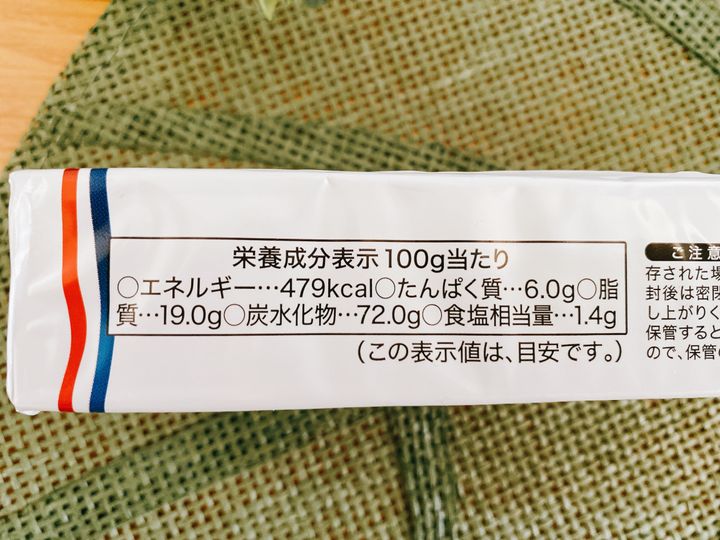 栄養成分表示100g当たり
○エネルギー…479kcal○たんぱく質…6.0g○脂
質…19.0g○炭水化物…72.0g○食塩相当量…1.4g
(この表示値は、目安です。)
ご注意
存された場
封後は密閉
し上がりく
保管すると
ので、保管